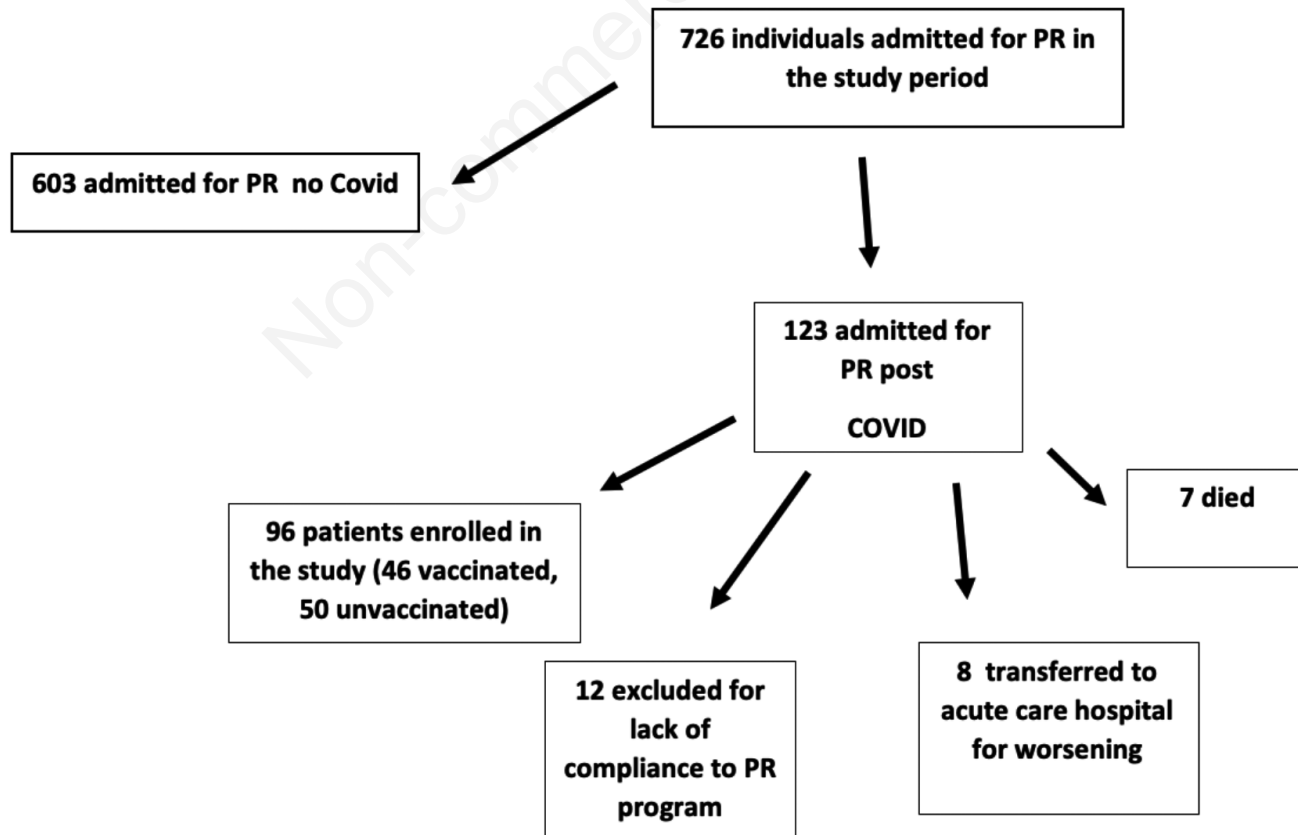 726 individuals admitted for PR in
the study period
603 admitted for PR no Covid
123 admitted for
PR post
COVID
7 died
96 patients enrolled in
the study (46 vaccinated,
50 unvaccinated)
12 excluded for
lack of
compliance to PR
program
8 transferred to
acute care hospital
for worsening